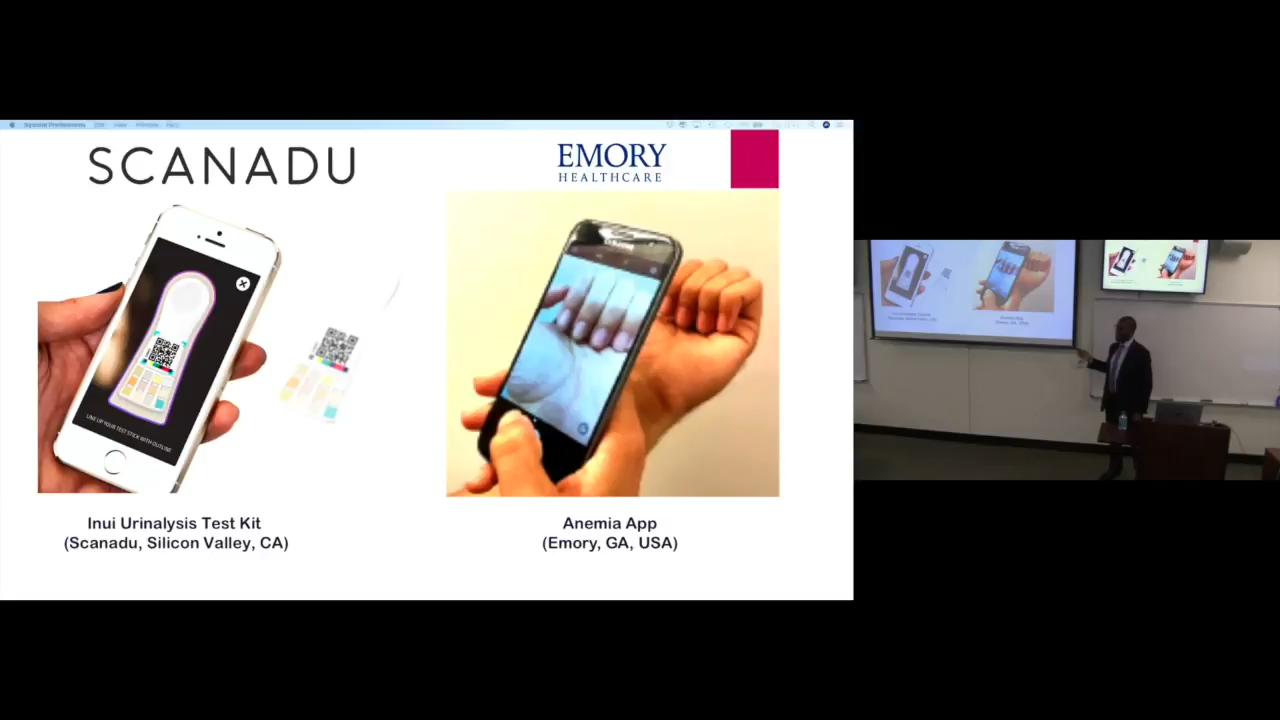 SCANADU
EMORY
HEALTHCARE
SAMSUNG
LINE UP YOUR TEST STICK WITH OUTLINE
Inui Urinalysis Test Kit
(Scanadu, Silicon Valley, CA)
Anemia App
(Emory, GA, USA)